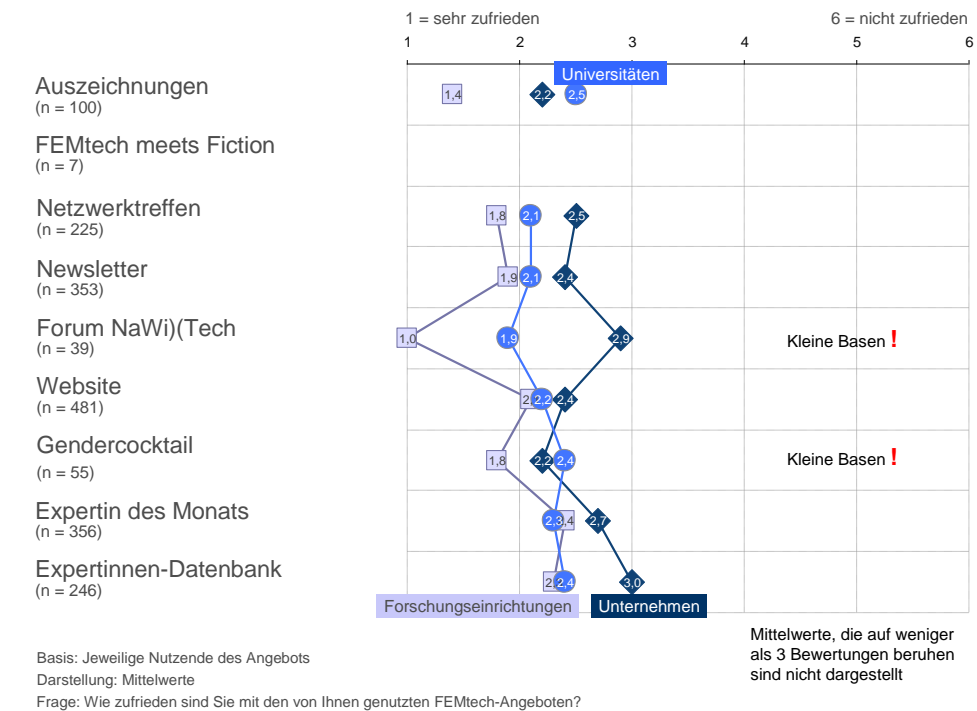 1 = sehr zufrieden 6 = nicht zufrieden
1 2 3 4 5 6
Universitäten
Auszeichnungen
(n = 100)
1,4 2,2 2,5
FEMtech meets Fiction
(n = 7)
Netzwerktreffen
(n = 225)
1,8 2,1 2,5
Newsletter
(n = 353)
1,9 2,1 2,4
Forum NaWi)(Tech
(n = 39)
1,0 1,9 2,9 Kleine Basen !
Website
(n = 481)
2,2 2,4
Gendercocktail
(n = 55)
1,8 2,2 2,4 Kleine Basen !
Expertin des Monats
(n = 356)
2,3 2,7
Expertinnen-Datenbank
(n = 246)
2,4 3,0
Forschungseinrichtungen Unternehmen
Mittelwerte, die auf weniger
als 3 Bewertungen beruhen
sind nicht dargestellt
Basis: Jeweilige Nutzende des Angebots
Darstellung: Mittelwerte
Frage: Wie zufrieden sind Sie mit den von Ihnen genutzten FEMtech-Angeboten?